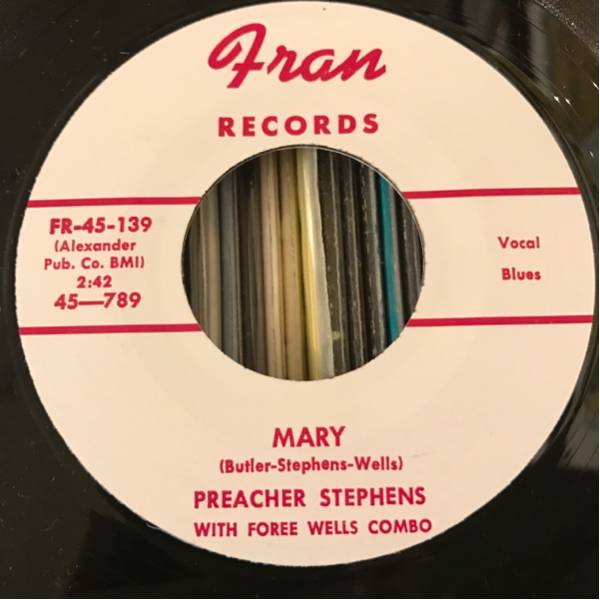 Fran
RECORDS
FR-45-139
(Alexander
Pub. Co. BMI)
2:42
45—789
Vocal
Blues
MARY
(Butler-Stephens-Wells)
PREACHER STEPHENS
WITH FOREE WELLS COMBO